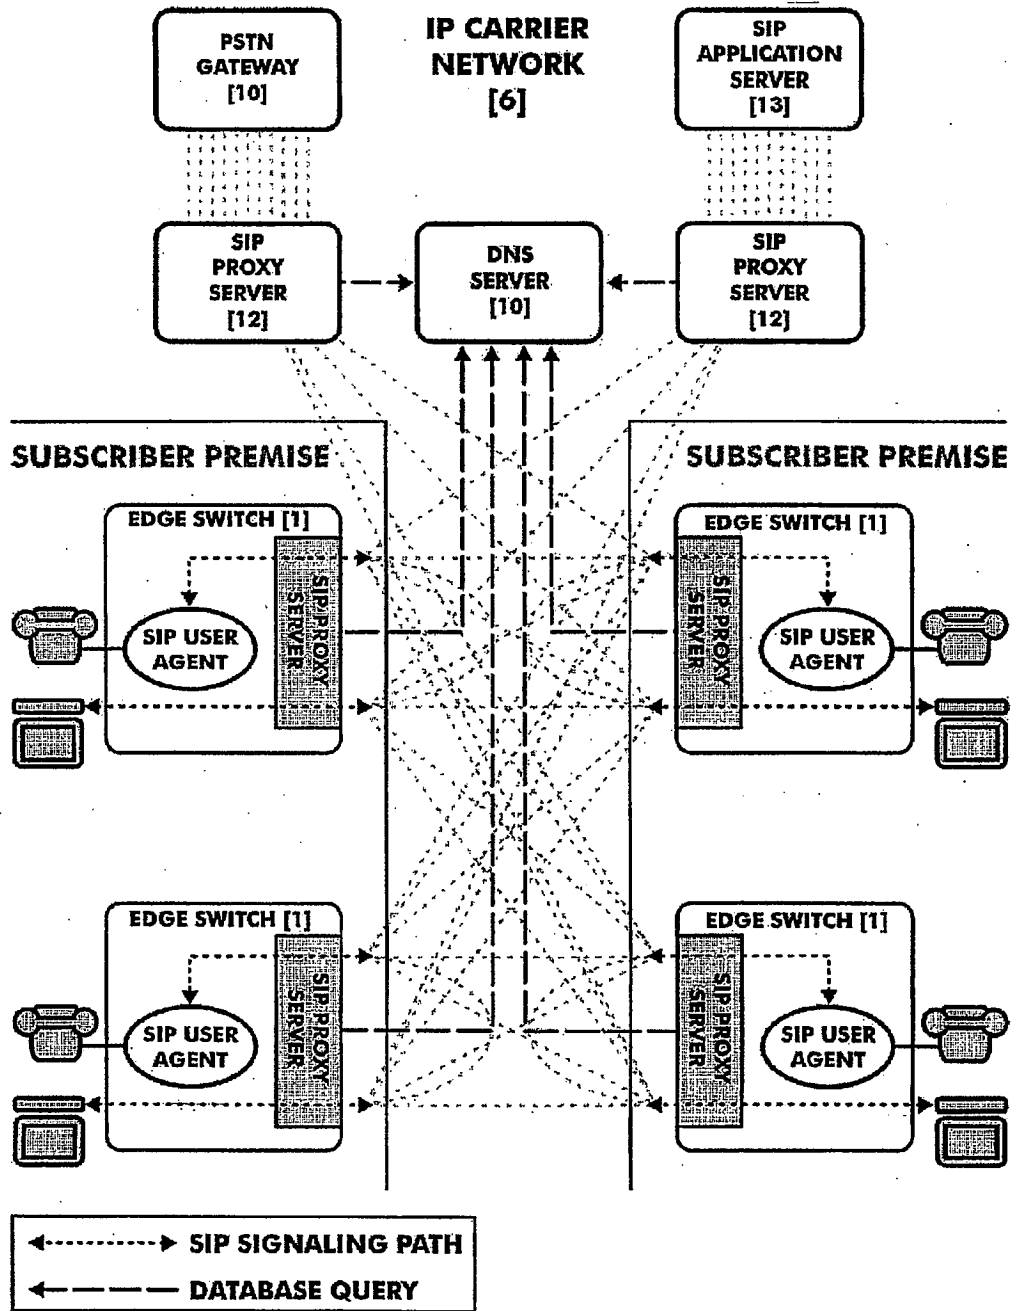 PSTN
GATEWAY
[10]
IP CARRIER
NETWORK
[6]
SIP
APPLICATION
SERVER
[13]
SIP
PROXY
SERVER
[12]
DNS
SERVER
[10]
SIP
PROXY
SERVER
[12]
SUBSCRIBER PREMISE
SUBSCRIBER PREMISE
EDGE SWITCH [1]
SIP PROXY
SERVER
SIP USER
AGENT
EDGE SWITCH [1]
SIP PROXY
SERVER
SIP USER
AGENT
EDGE SWITCH [1]
SIP PROXY
SERVER
SIP USER
AGENT
EDGE SWITCH [1]
SIP PROXY
SERVER
SIP USER
AGENT
SIP SIGNALING PATH
DATABASE QUERY